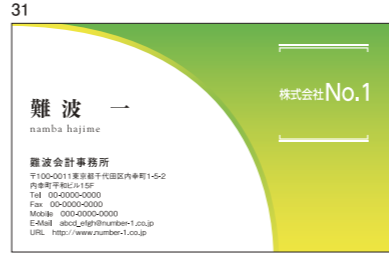 31
難波 一
namba hajime
株式会社No.1
難波会計事務所
〒100-0011東京都千代田区内幸町1-5-2
内幸町平和ビル15F
Tel 00-0000-0000
Fax 00-0000-0000
Mobile 000-0000-0000
E-Mail abcd_efgh@number-1.co.jp
URL http://www.number-1.co.jp